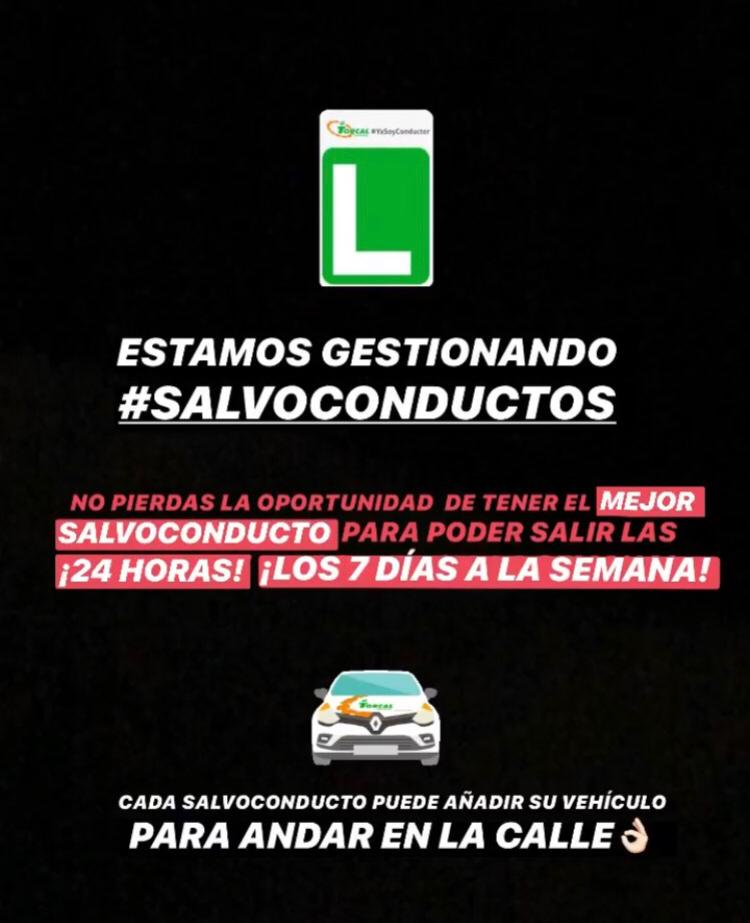 TORCAL #YaSoyConductor
L
ESTAMOS GESTIONANDO
#SALVOCONDUCTOS
NO PIERDAS LA OPORTUNIDAD DE TENER EL MEJOR
SALVOCONDUCTO PARA PODER SALIR LAS
¡24 HORAS! ¡LOS 7 DÍAS A LA SEMANA!
TORCAL
CADA SALVOCONDUCTO PUEDE AÑADIR SU VEHÍCULO
PARA ANDAR EN LA CALLE👌🏻